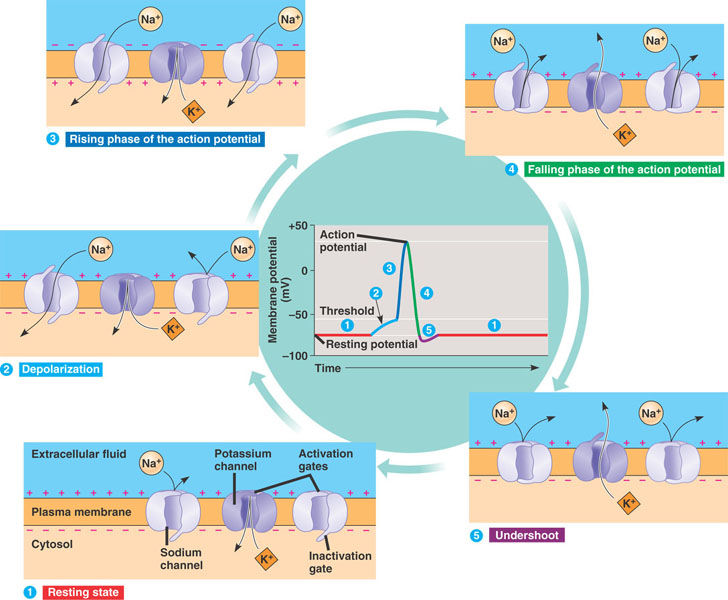 Na+
Na+
K+
3 Rising phase of the action potential
Na+
Na+
K+
4 Falling phase of the action potential
Na+
Na+
K+
2 Depolarization
+50
Action
potential
0
3
2
4
Membrane potential
(mV)
Threshold
−50
1
5
1
Resting potential
−100
Time
Na+
Na+
K+
5 Undershoot
Extracellular fluid
Potassium
channel
Activation
gates
Na+
Plasma membrane
Cytosol
Sodium
channel
K+
Inactivation
gate
1 Resting state